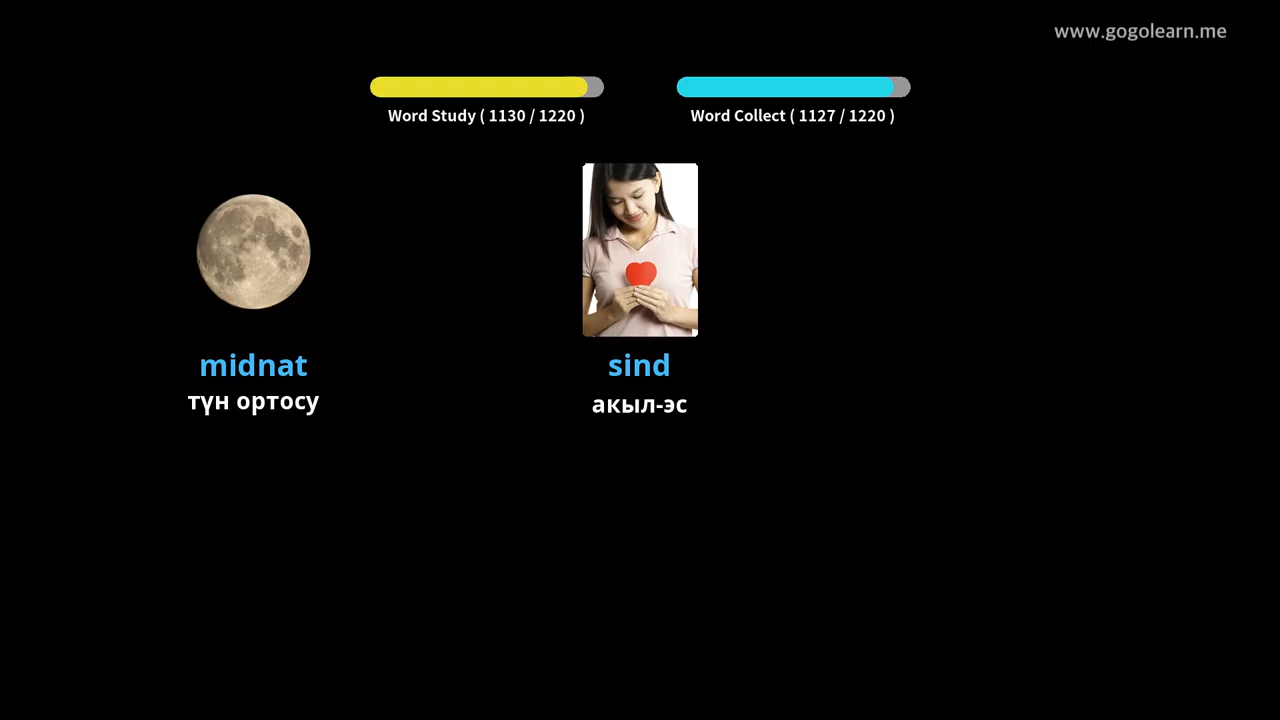 www.gogolearn.me
Word Study ( 1130 / 1220 )
Word Collect ( 1127 / 1220 )
midnat
түн ортосу
sind
акыл-эс